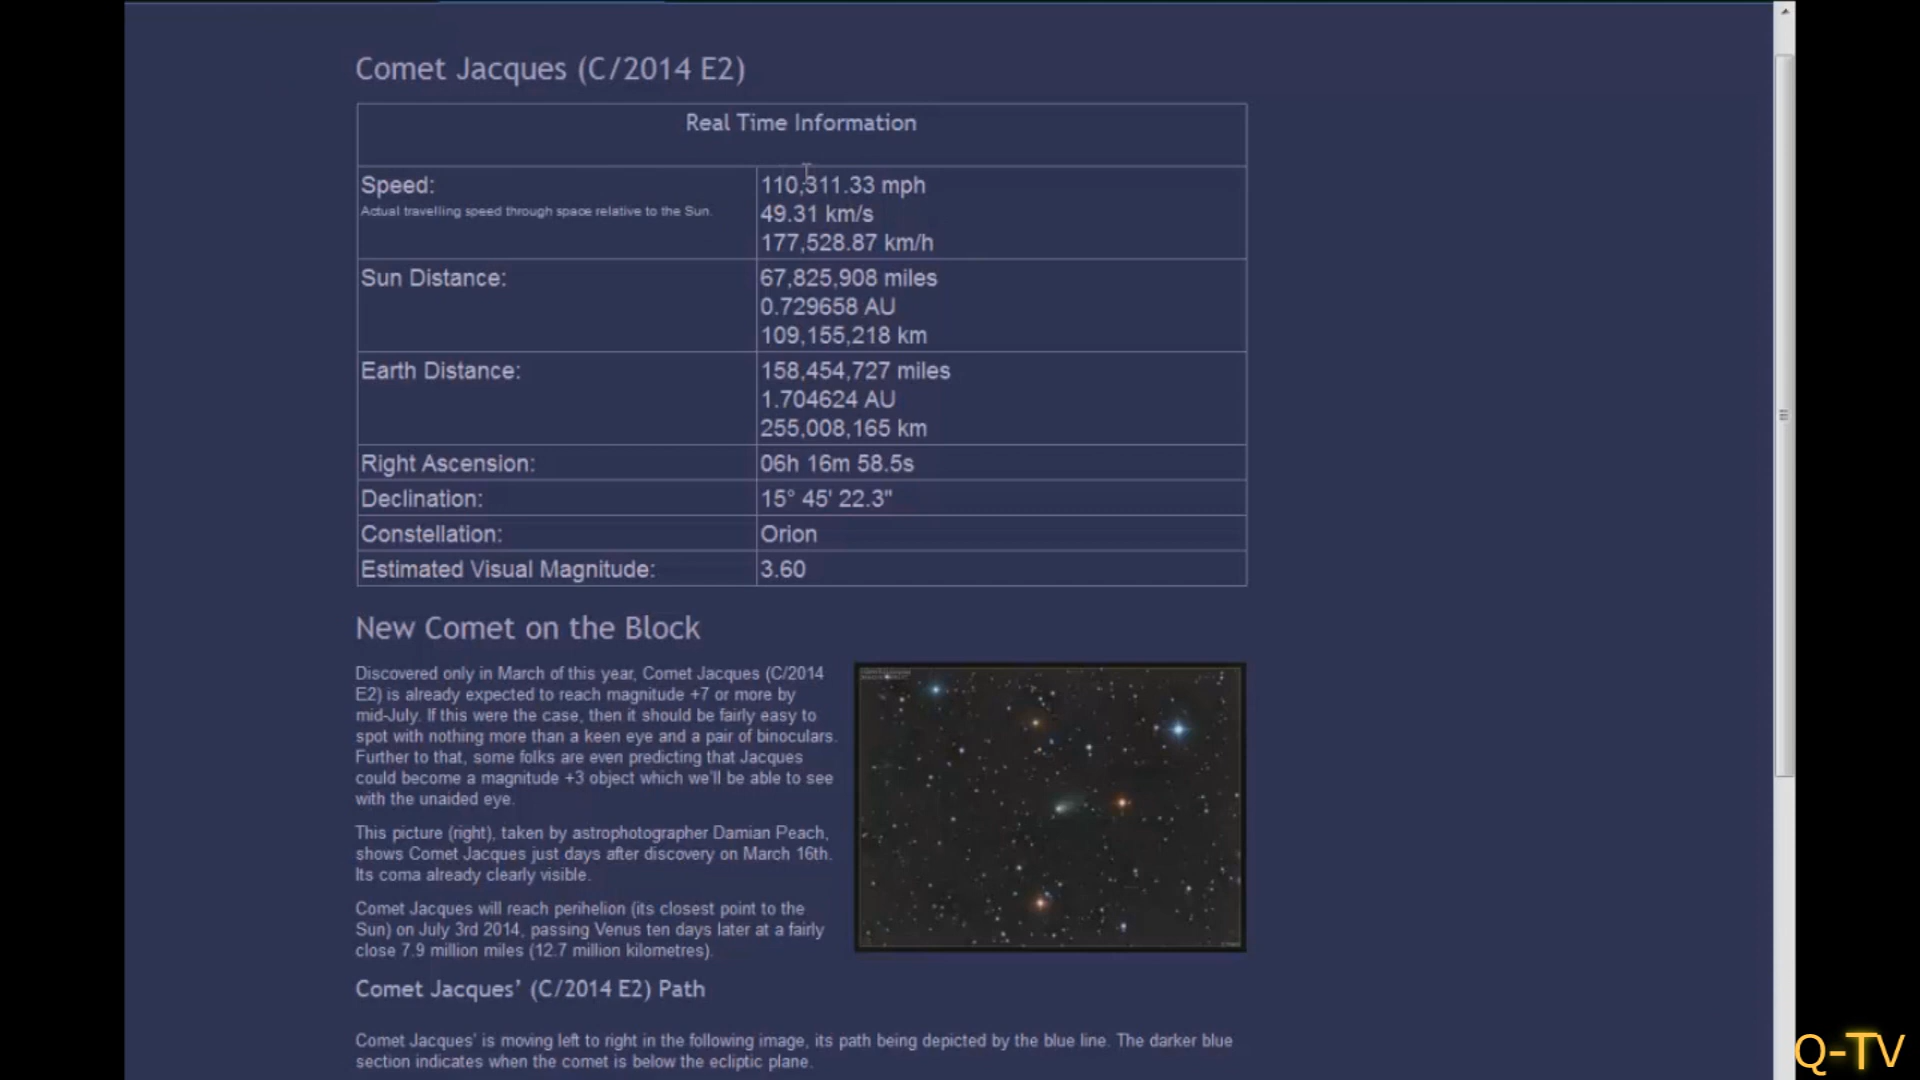 Comet Jacques (C/2014 E2)
Real Time Information
Speed:
Actual travelling speed through space relative to the Sun.
110,311.33 mph
49.31 km/s
177,528.87 km/h
Sun Distance:
67,825,908 miles
0.729658 AU
109,155,218 km
Earth Distance:
158,454,727 miles
1.704624 AU
255,008,165 km
Right Ascension:
06h 16m 58.5s
Declination:
15° 45' 22.3"
Constellation:
Orion
Estimated Visual Magnitude:
3.60
New Comet on the Block
Discovered only in March of this year, Comet Jacques (C/2014
E2) is already expected to reach magnitude +7 or more by
mid-July. If this were the case, then it should be fairly easy to
spot with nothing more than a keen eye and a pair of binoculars.
Further to that, some folks are even predicting that Jacques
could become a magnitude +3 object which we'll be able to see
with the unaided eye.
This picture (right), taken by astrophotographer Damian Peach,
shows Comet Jacques just days after discovery on March 16th.
Its coma already clearly visible.
Comet Jacques will reach perihelion (its closest point to the
Sun) on July 3rd 2014, passing Venus ten days later at a fairly
close 7.9 million miles (12.7 million kilometres).
Comet Jacques’ (C/2014 E2) Path
Comet Jacques' is moving left to right in the following image, its path being depicted by the blue line. The darker blue
section indicates when the comet is below the ecliptic plane.
Q-TV